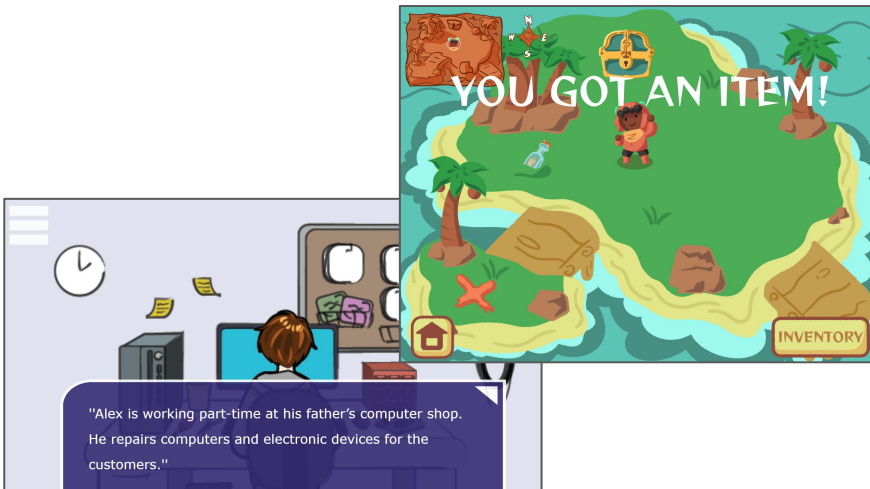 N
W E
S
YOU GOT AN ITEM!
INVENTORY
''Alex is working part-time at his father’s computer shop.
He repairs computers and electronic devices for the
customers.''